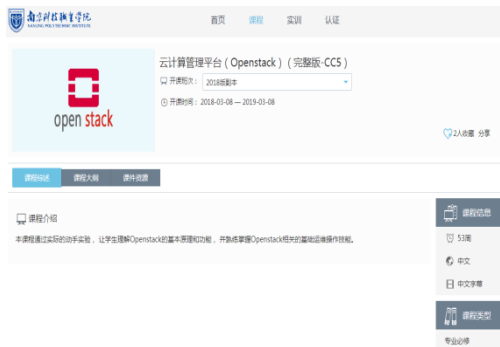 南京科技职业学院
NANJING POLYTECHNIC INSTITUTE
首页 课程 实训 认证
云计算管理平台（Openstack）（完整版-CC5）
开课班次： 2018班副本
开课时间： 2018-03-08 — 2019-03-08
open stack
2人收藏 分享
课程综述 课程大纲 课件资源
课程介绍
本课程通过实际的动手实验， 让学生理解Openstack的基本原理和功能， 并熟练掌握Openstack相关的基础运维操作技能。
课程信息
53周
中文
中文字幕
课程类型
专业必修